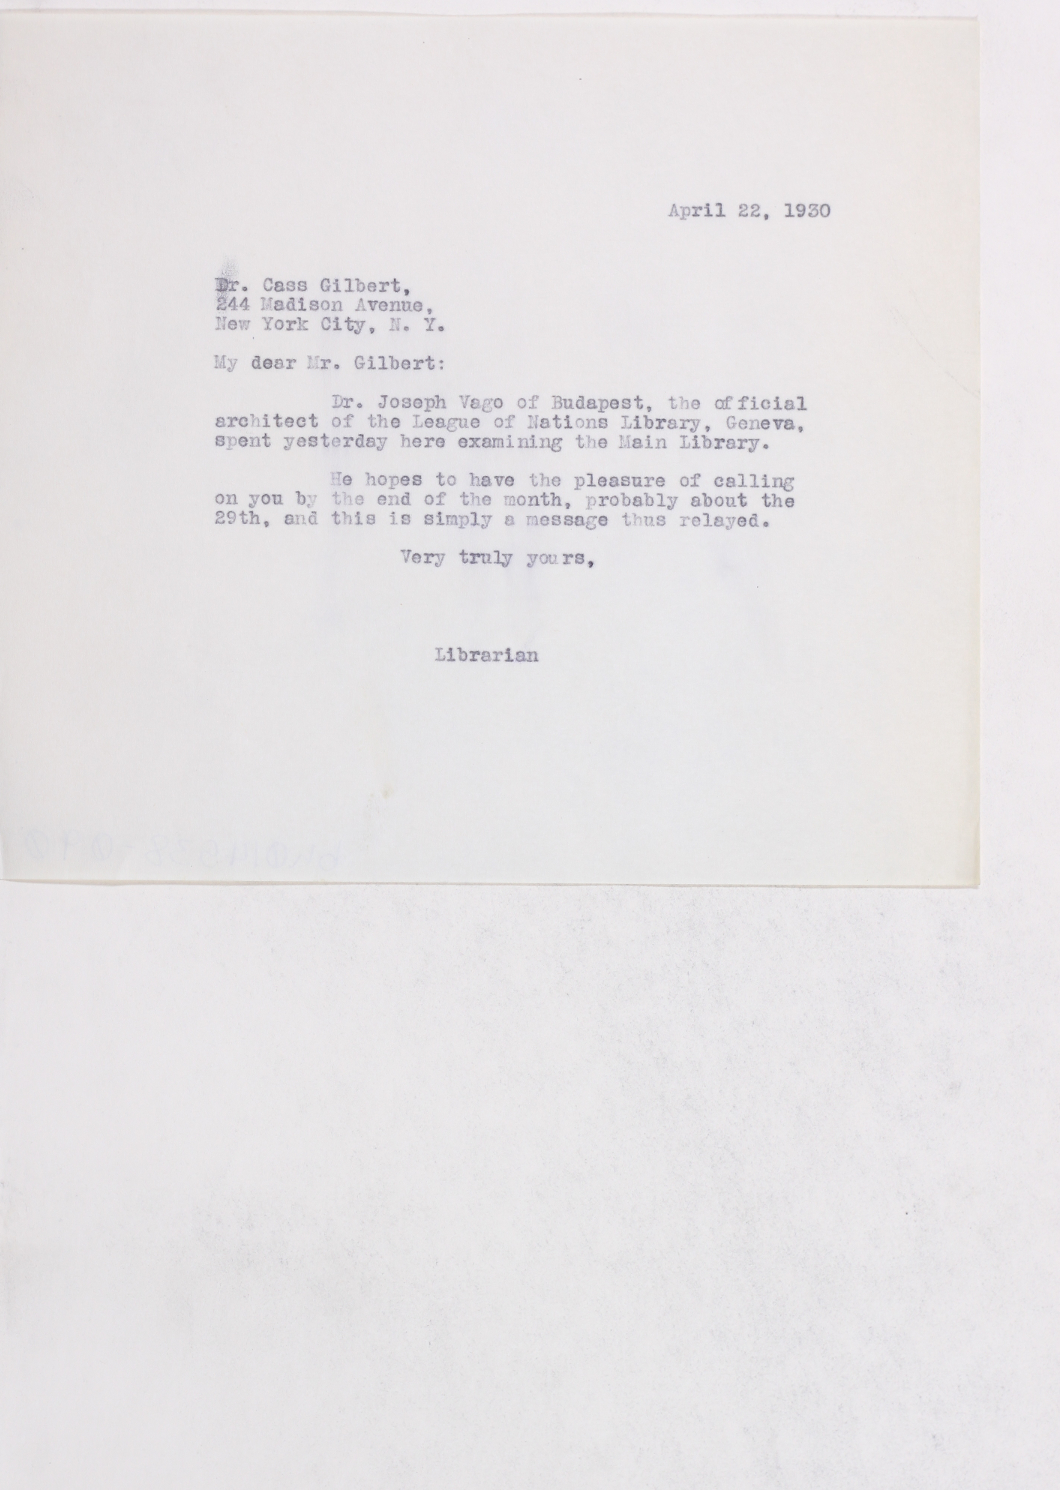 April 22, 1930
Dr. Cass Gilbert,
244 Madison Avenue,
New York City, N. Y.
My dear Mr. Gilbert:
Dr. Joseph Vago of Budapest, the official
architect of the League of Nations Library, Geneva,
spent yesterday here examining the Main Library.
He hopes to have the pleasure of calling
on you by the end of the month, probably about the
29th, and this is simply a message thus relayed.
Very truly yours,
Librarian